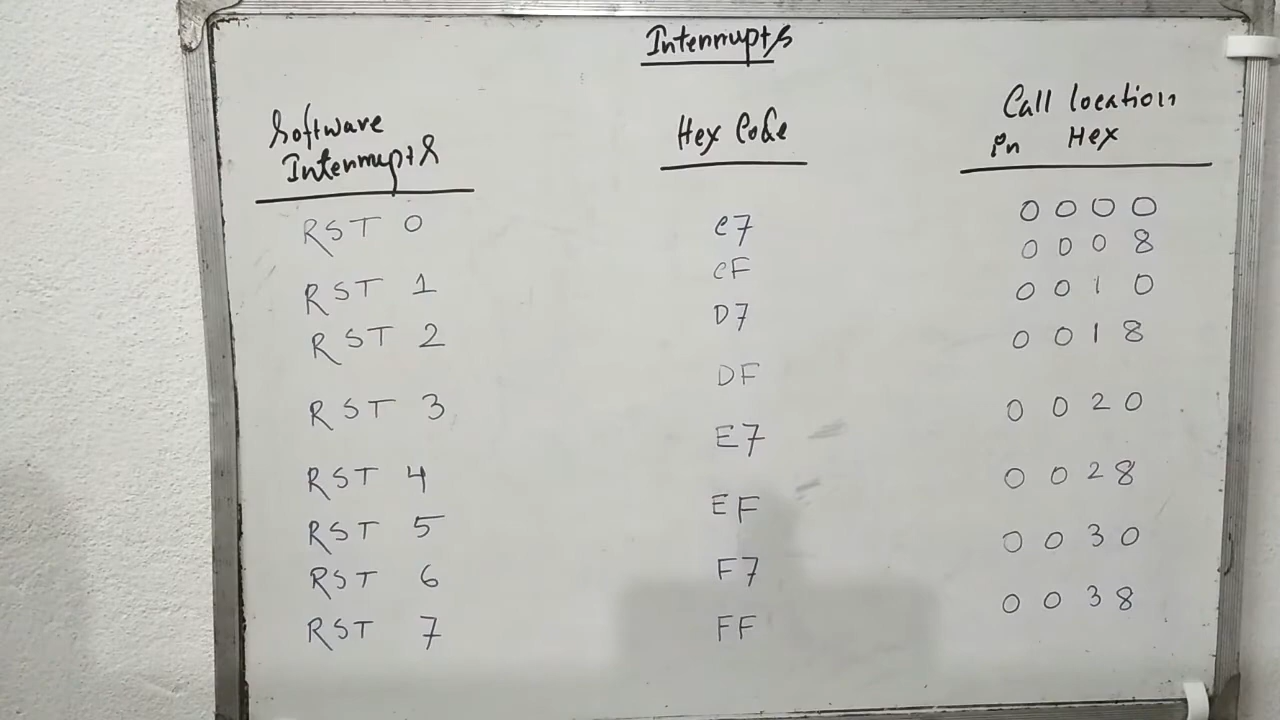 Interrupts
Software Interrupts
Hex Code
Call location in Hex
RST 0 C7 0000
RST 1 CF 0008
RST 2 D7 0010
RST 3 DF 0018
RST 4 E7 0020
RST 5 EF 0028
RST 6 F7 0030
RST 7 FF 0038